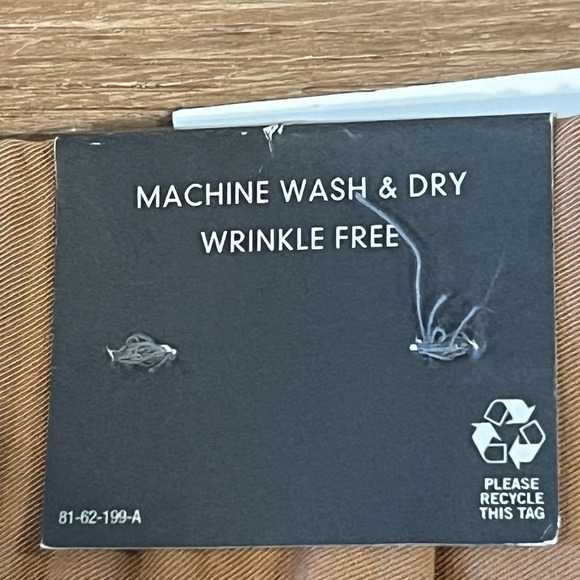 MACHINE WASH & DRY
WRINKLE FREE
PLEASE
RECYCLE
THIS TAG
81-62-199-A